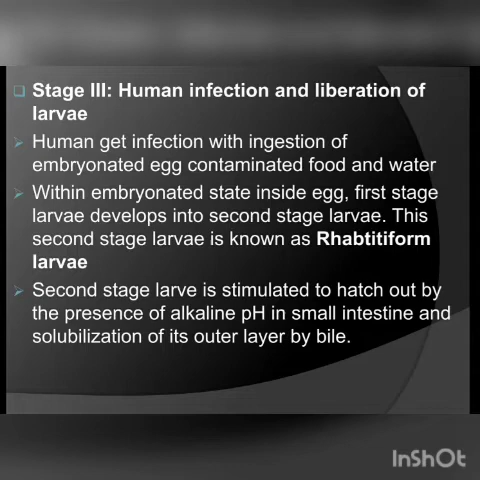 Stage III: Human infection and liberation of
larvae
Human get infection with ingestion of
embryonated egg contaminated food and water
Within embryonated state inside egg, first stage
larvae develops into second stage larvae. This
second stage larvae is known as Rhabtitiform
larvae
Second stage larve is stimulated to hatch out by
the presence of alkaline pH in small intestine and
solubilization of its outer layer by bile.
InShOt